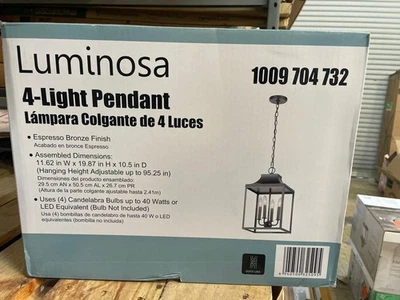 Luminosa
1009 704 732
4-Light Pendant
Lámpara Colgante de 4 Luces
• Espresso Bronze Finish
Acabado en bronce Espresso
• Assembled Dimensions:
11.62 in W x 19.87 in H x 10.5 in D
(Hanging Height Adjustable up to 95.25 in)
Dimensiones del producto ensamblado:
29.5 cm AN x 50.5 cm AL x 26.7 cm PR
(Altura de la parte colgante ajustable hasta 2.41m)
• Uses (4) Candelabra Bulbs up to 40 Watts or
LED Equivalent (Bulb Not Included)
Usa (4) bombillas de candelabro de hasta 40 W o LED
equivalentes (bombilla no incluida)